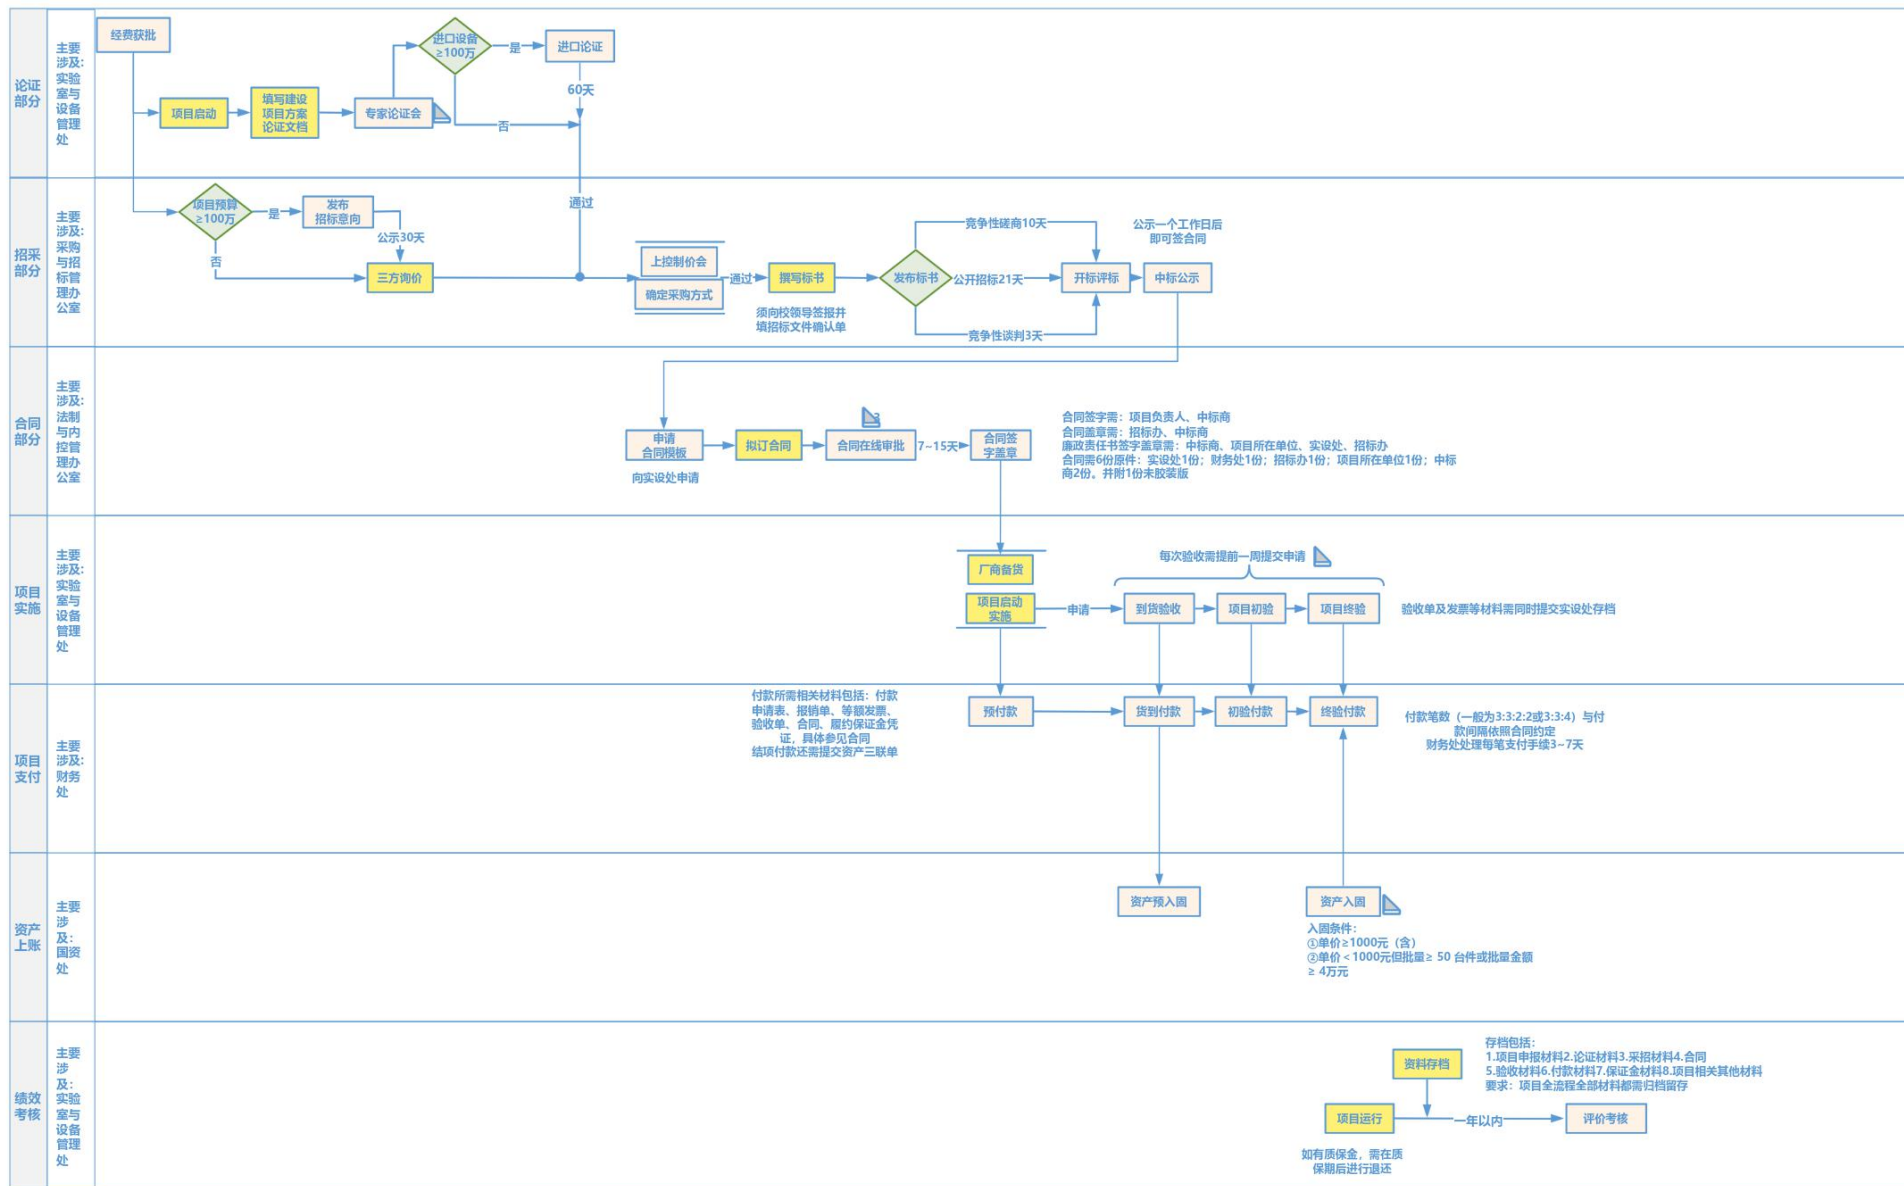 论证
部分
主要
涉及:
实验
室与
设备
管理
处
经费获批
项目启动
填写建设
项目方案
论证文档
专家论证会
进口设备
≥100万
是
进口论证
60天
否
招采
部分
主要
涉及:
采购
与招
标管
理办
公室
项目预算
≥100万
是
发布
招标意向
公示30天
否
三方询价
通过
上控制价会
确定采购方式
通过
撰写标书
须向校领导签报并
填招标文件确认单
发布标书
竞争性磋商10天
公开招标21天
竞争性谈判3天
开标评标
中标公示
公示一个工作日后
即可签合同
合同
部分
主要
涉及:
法制
与内
控管
理办
公室
申请
合同模板
向实设处申请
拟订合同
3
合同在线审批
7~15天
合同签
字盖章
合同签字需：项目负责人、中标商
合同盖章需：招标办、中标商
廉政责任书签字盖章需：中标商、项目所在单位、实设处、招标办
合同需6份原件：实设处1份；财务处1份；招标办1份；项目所在单位1份；中标
商2份。并附1份未胶装版
项目
实施
主要
涉及:
实验
室与
设备
管理
处
厂商备货
项目启动
实施
申请
每次验收需提前一周提交申请
到货验收
项目初验
项目终验
验收单及发票等材料需同时提交实设处存档
项目
支付
主要
涉及:
财务
处
付款所需相关材料包括：付款
申请表、报销单、等额发票、
验收单、合同、履约保证金凭
证，具体参见合同
结项付款还需提交资产三联单
预付款
货到付款
初验付款
终验付款
付款笔数（一般为3:3:2:2或3:3:4）与付
款间隔依照合同约定
财务处处理每笔支付手续3~7天
资产
上账
主要
涉
及：
国资
处
资产预入固
资产入固
入固条件：
①单价≥1000元（含）
②单价＜1000元但批量≥ 50 台件或批量金额
≥ 4万元
绩效
考核
主要
涉
及：
实验
室与
设备
管理
处
资料存档
存档包括：
1.项目申报材料2.论证材料3.采招材料4.合同
5.验收材料6.付款材料7.保证金材料8.项目相关其他材料
要求：项目全流程全部材料都需归档留存
项目运行
一年以内
评价考核
如有质保金，需在质
保期后进行退还